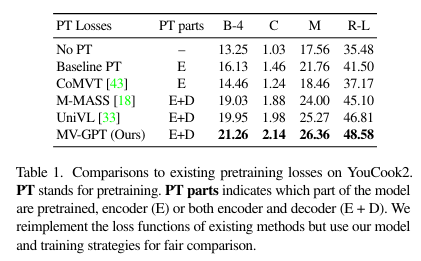 PT Losses PT parts B-4 C M R-L
No PT – 13.25 1.03 17.56 35.48
Baseline PT E 16.13 1.46 21.76 41.50
CoMVT [43] E 14.46 1.24 18.46 37.17
M-MASS [18] E+D 19.03 1.88 24.00 45.10
UniVL [33] E+D 19.95 1.98 25.27 46.81
MV-GPT (Ours) E+D 21.26 2.14 26.36 48.58
Table 1. Comparisons to existing pretraining losses on YouCook2.
PT stands for pretraining. PT parts indicates which part of the model
are pretrained, encoder (E) or both encoder and decoder (E + D). We
reimplement the loss functions of existing methods but use our model
and training strategies for fair comparison.